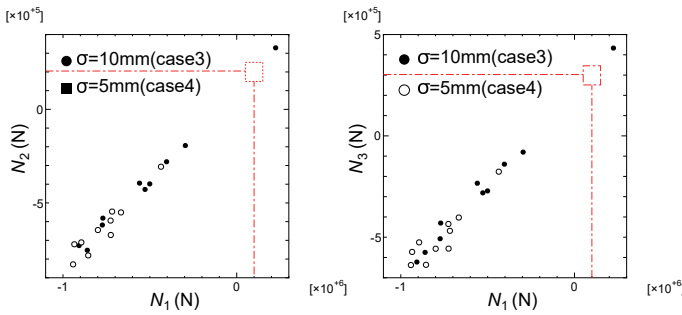 [×10⁺⁵]
σ=10mm(case3)
σ=5mm(case4)
0
-5
N₂ (N)
-1
0
N₁ (N)
[×10⁺⁶]
[×10⁺⁵]
5
σ=10mm(case3)
σ=5mm(case4)
0
-5
N₃ (N)
-1
0
N₁ (N)
[×10⁺⁶]